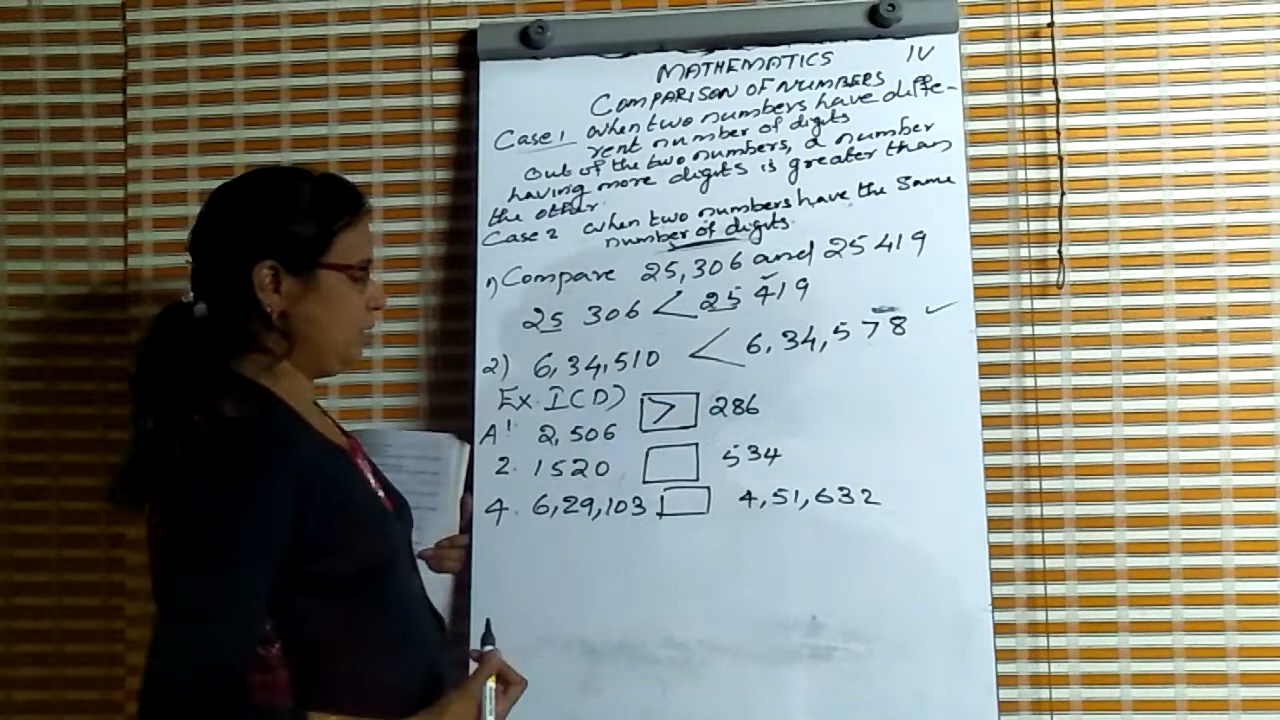 MATHEMATICS IV
COMPARISON OF NUMBERS
Case 1 When two numbers have diffe-
rent number of digits
out of the two numbers, a number
having more digits is greater than
the other.
Case 2 When two numbers have the same
number of digits.
1) Compare 25,306 and 25 419
25 306 < 25 419
2) 6,34,510 < 6,34,578 ✓
Ex. I(D)
A! 2,506 > 286
2. 1520 534
4. 6,29,103 4,51,632